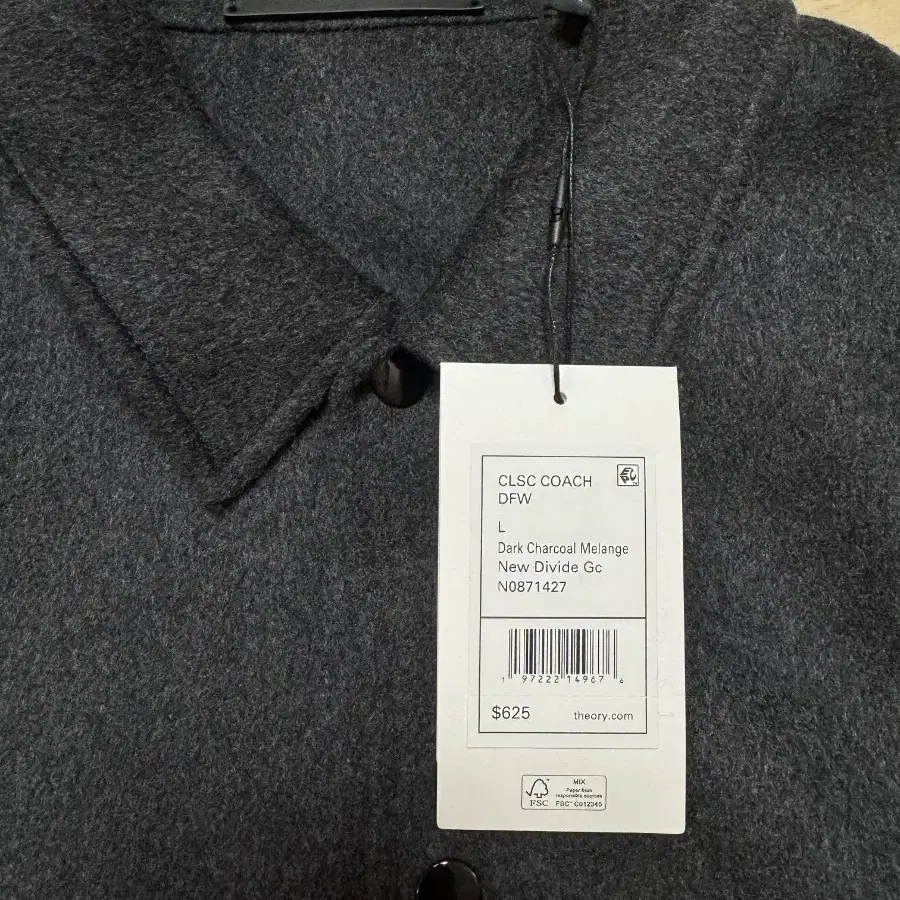 CLSC COACH
DFW
L
Dark Charcoal Melange
New Divide Gc
N0871427
1 97222 14967 6
$625 theory.com
MIX
Paper from
responsible sources
FSC
FSC® C012345